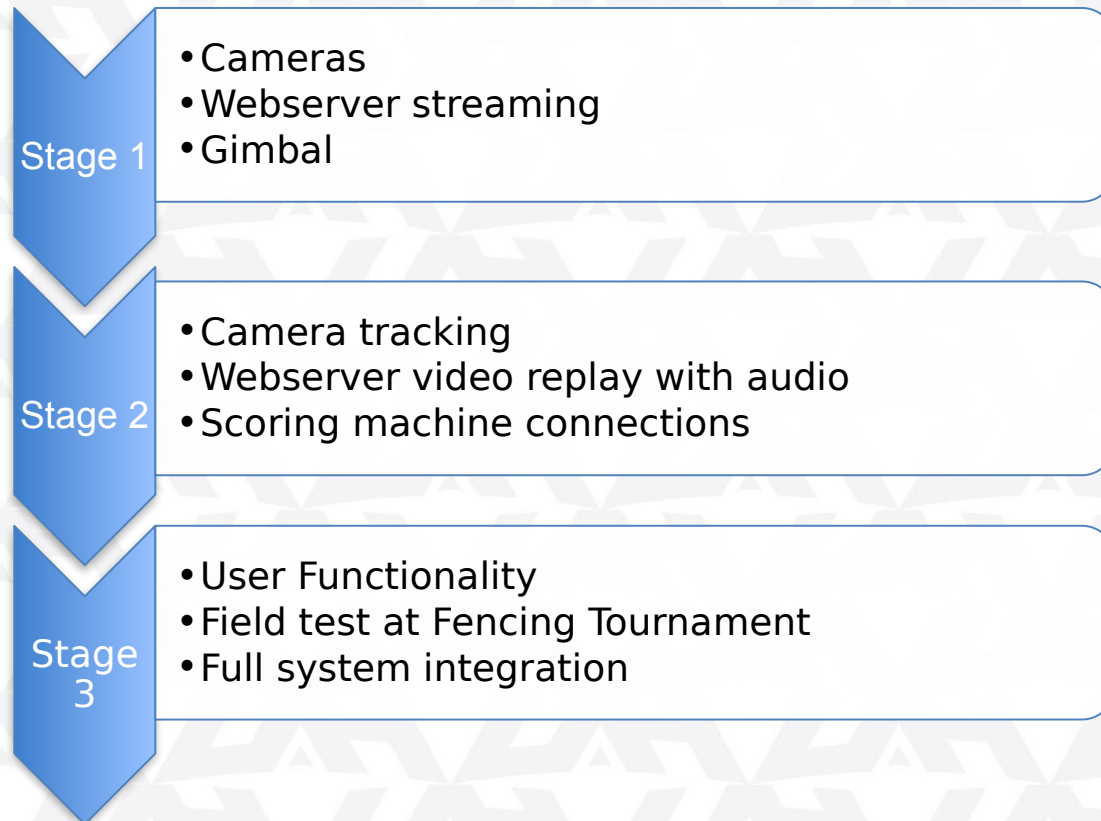 Stage 1
•Cameras
•Webserver streaming
•Gimbal
Stage 2
•Camera tracking
•Webserver video replay with audio
•Scoring machine connections
Stage
3
•User Functionality
•Field test at Fencing Tournament
•Full system integration